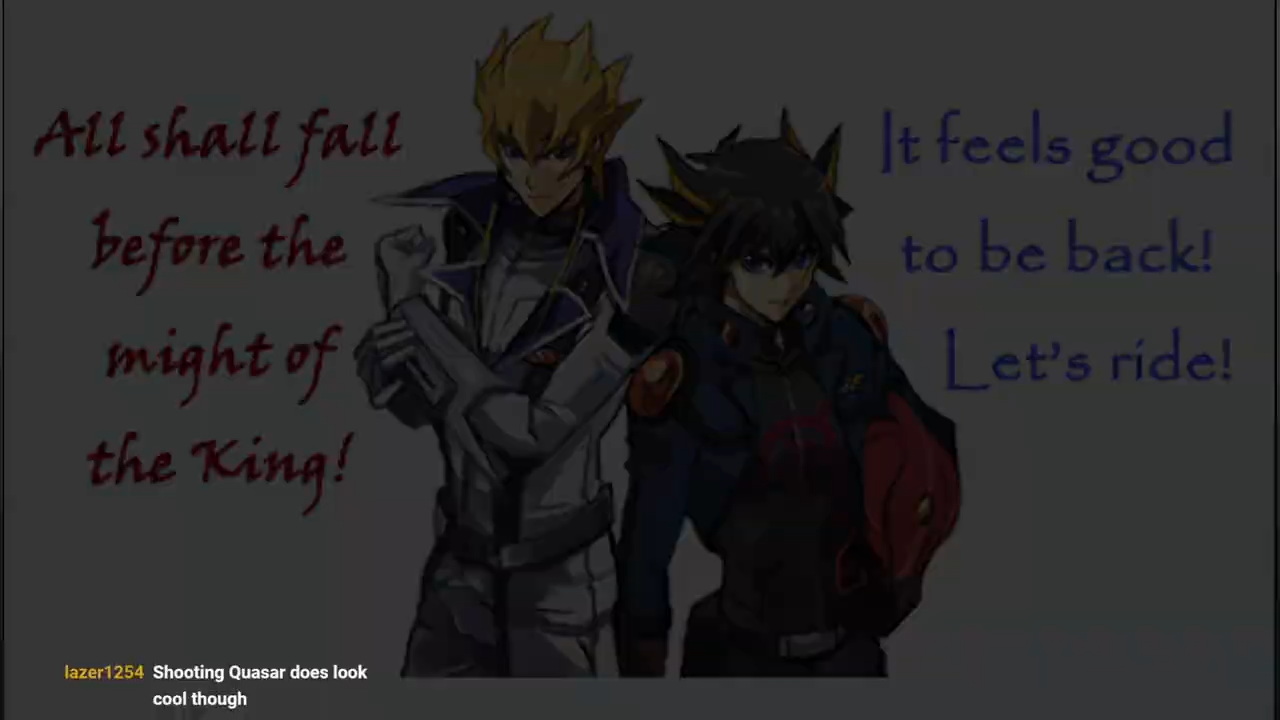 All shall fall
before the
might of
the King!
It feels good
to be back!
Let's ride!
lazer1254 Shooting Quasar does look
cool though